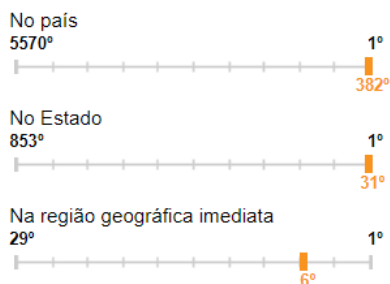 No país
5570º 1º
382º
No Estado
853º 1º
31º
Na região geográfica imediata
29º 1º
6º